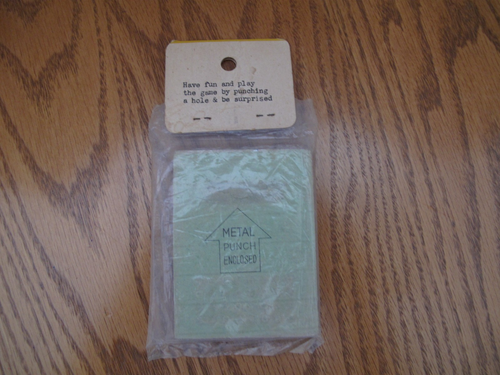 Have fun and play
the game by punching
a hole & be surprised
METAL
PUNCH
ENCLOSED